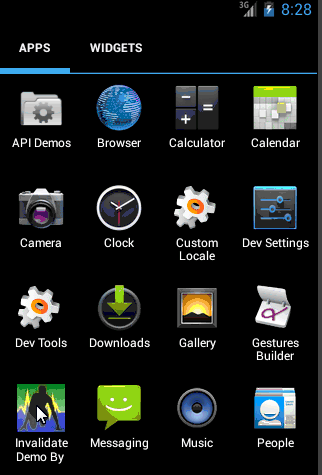 3G 8:28
APPS WIDGETS
API Demos Browser Calculator Calendar
Camera Clock Custom Locale Dev Settings
Dev Tools Downloads Gallery Gestures Builder
Invalidate Demo By Messaging Music People